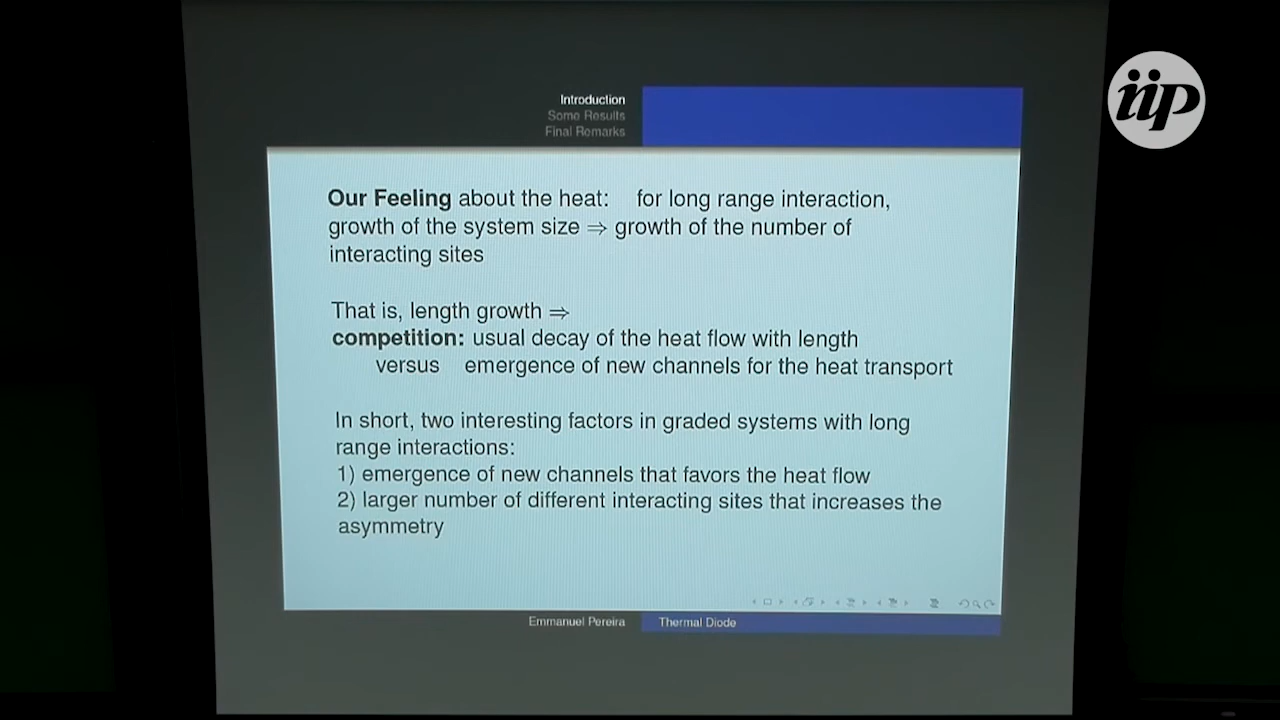 iip
Introduction
Some Results
Final Remarks
Our Feeling about the heat: for long range interaction,
growth of the system size ⇒ growth of the number of
interacting sites
That is, length growth ⇒
competition: usual decay of the heat flow with length
versus emergence of new channels for the heat transport
In short, two interesting factors in graded systems with long
range interactions:
1) emergence of new channels that favors the heat flow
2) larger number of different interacting sites that increases the
asymmetry
Emmanuel Pereira Thermal Diode